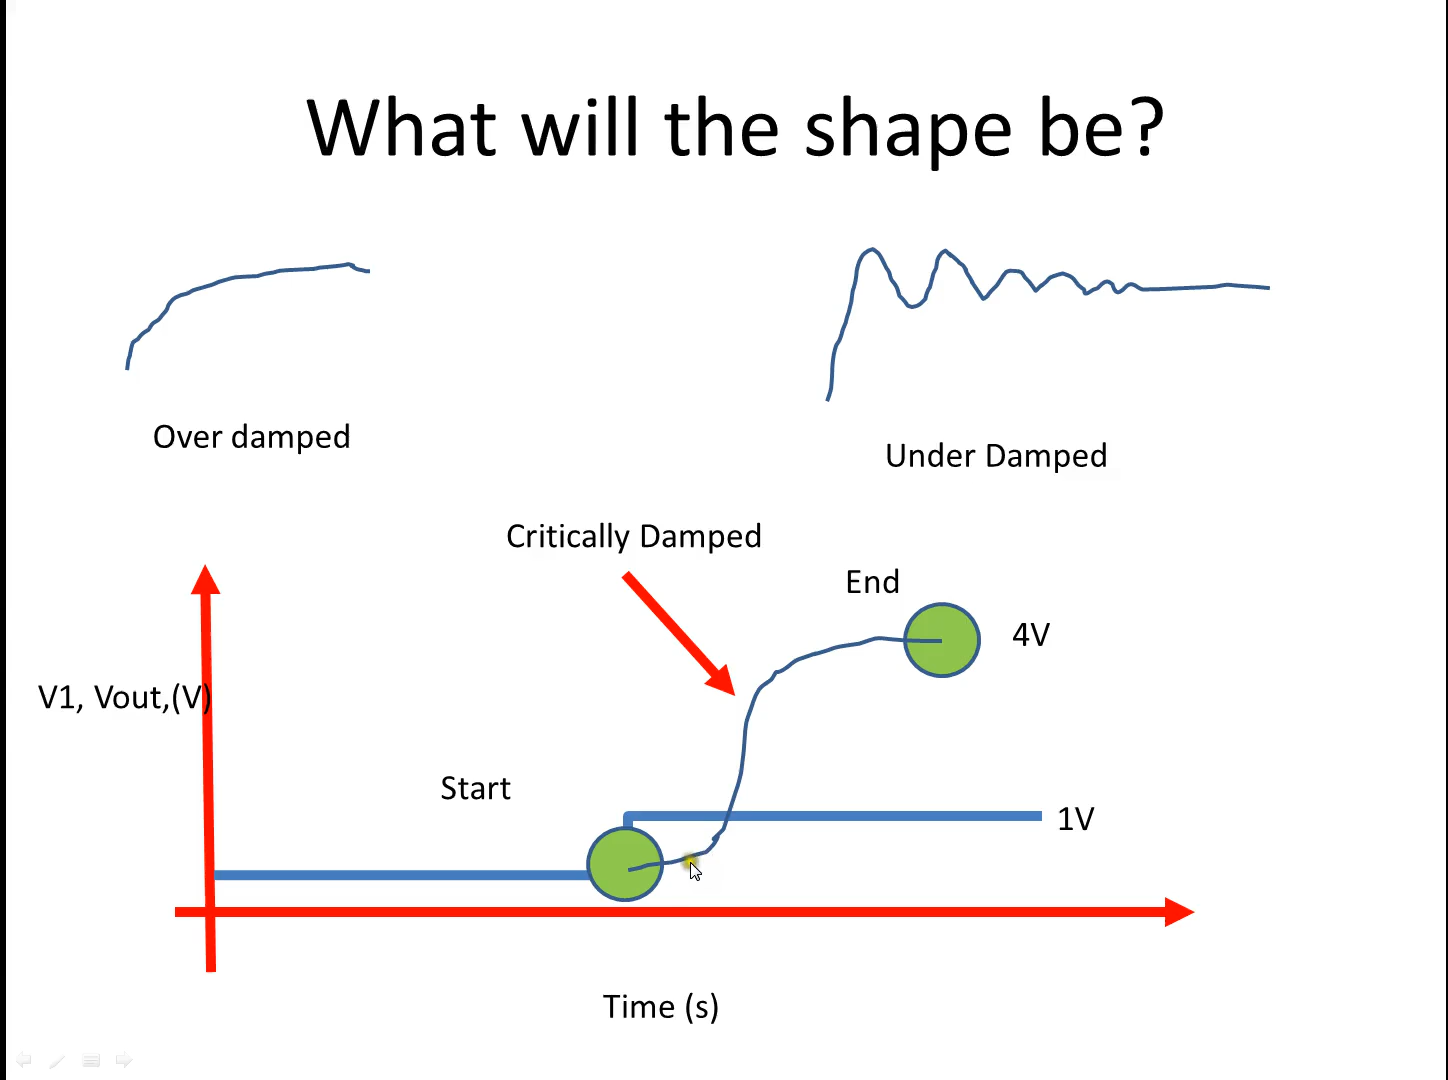 What will the shape be?
Over damped
Under Damped
Critically Damped
End
4V
V1, Vout,(V)
Start
1V
Time (s)